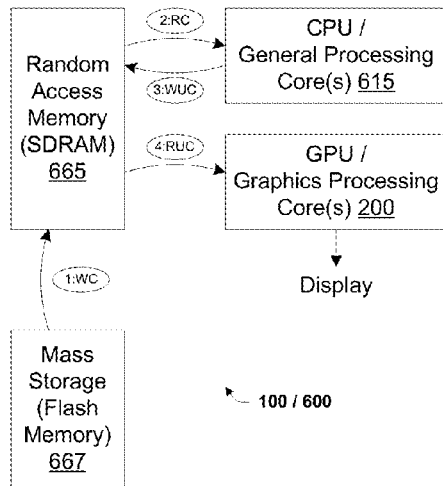 Random
Access
Memory
(SDRAM)
665
2:RC
3:WUC
4:RUC
CPU /
General Processing
Core(s) 615
GPU /
Graphics Processing
Core(s) 200
Display
1:WC
Mass
Storage
(Flash
Memory)
667
100 / 600